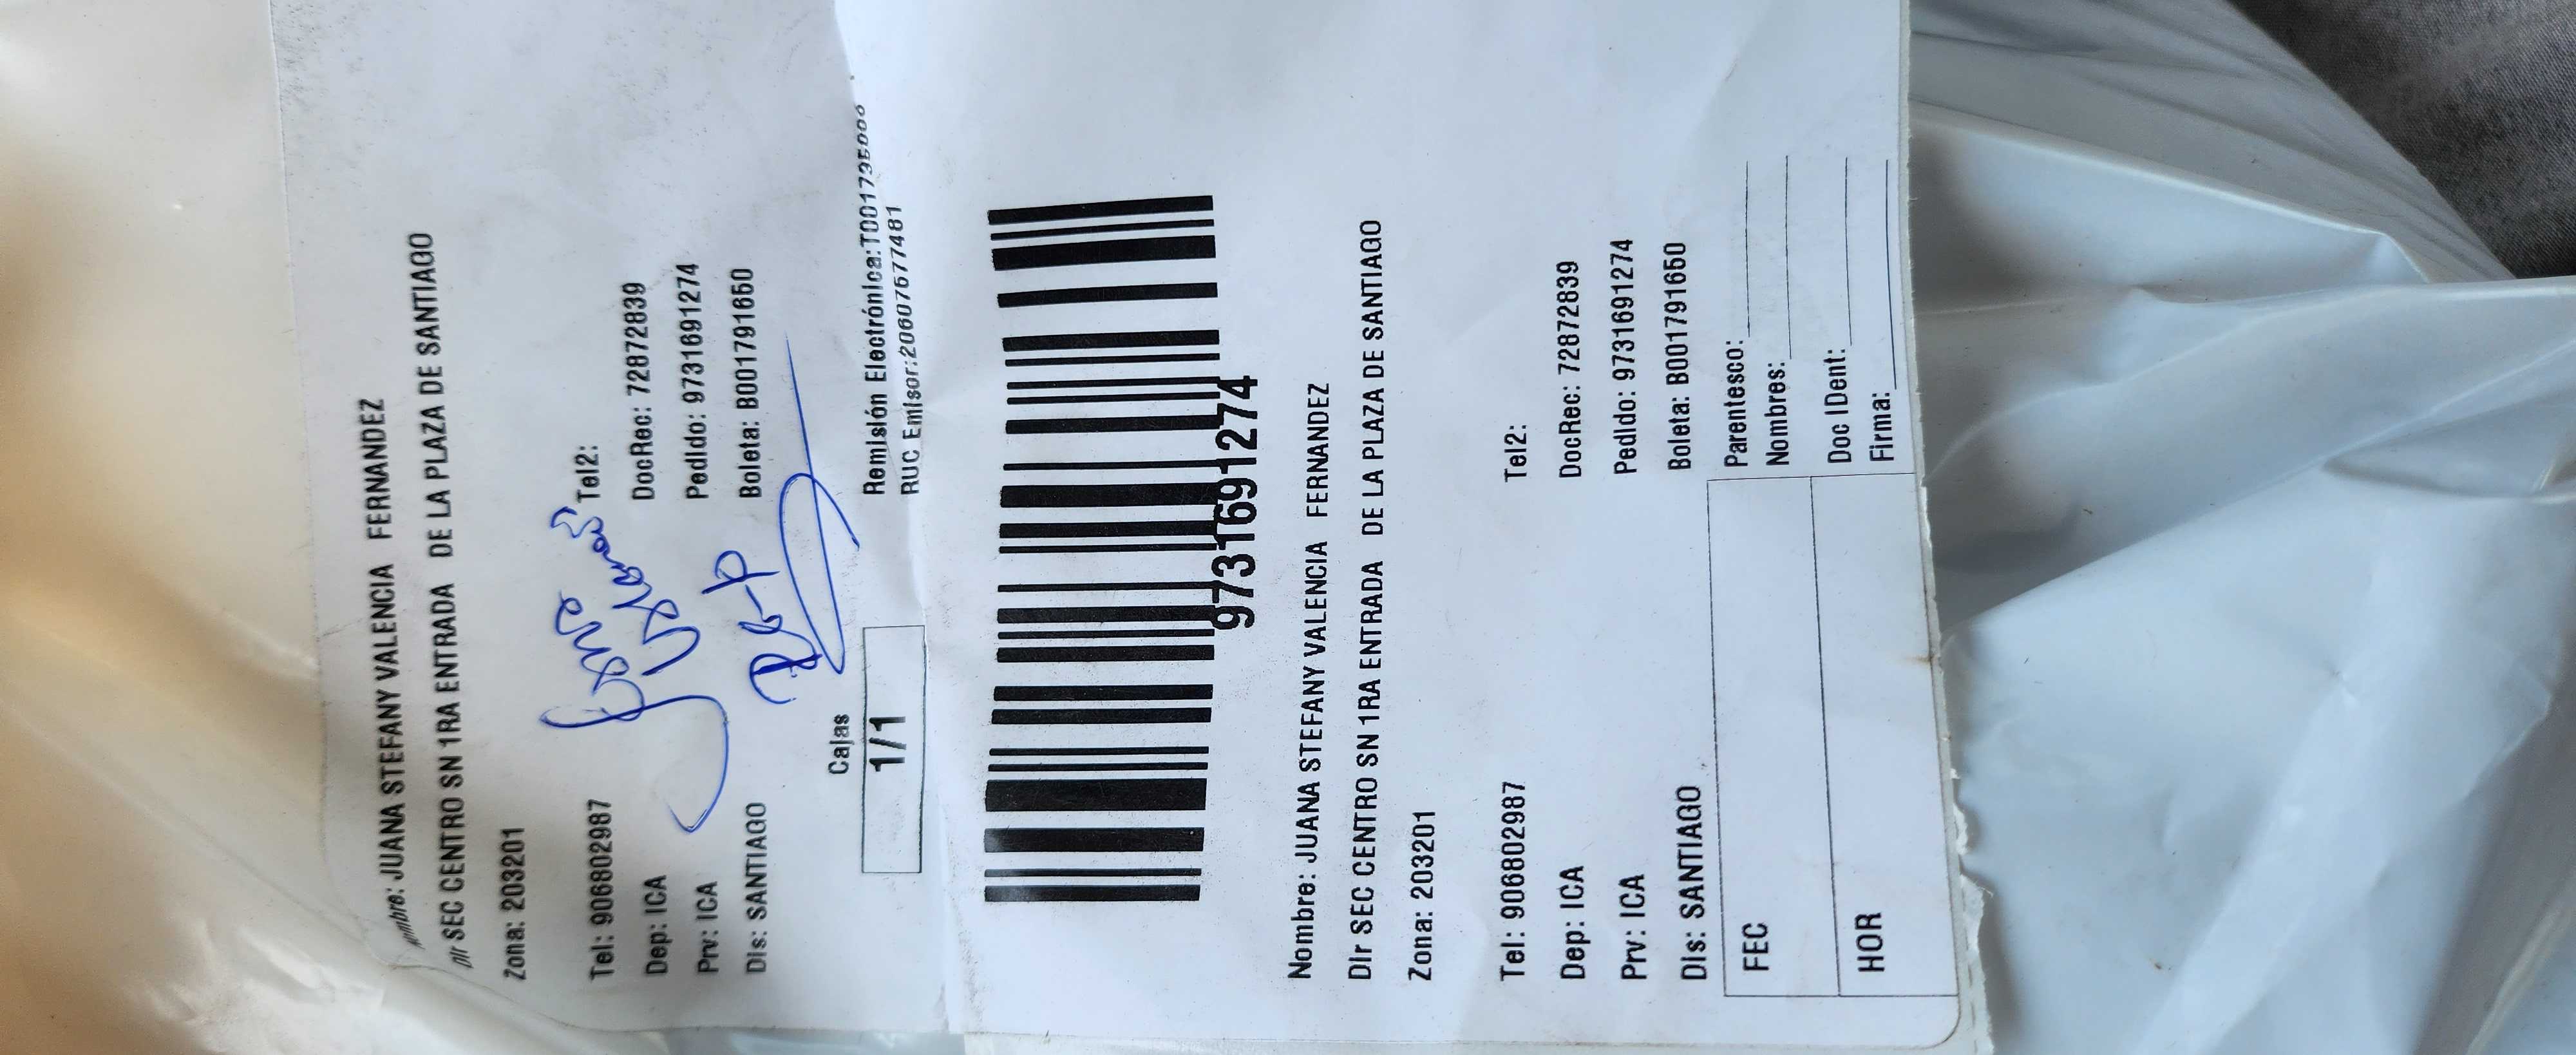 Nombre: JUANA STEFANY VALENCIA FERNANDEZ
Dir SEC CENTRO SN 1RA ENTRADA DE LA PLAZA DE SANTIAGO
Zona: 203201
Tel: 906802987 Tel2:
Dep: ICA DocRec: 72872839
Prv: ICA Pedido: 9731691274
Dis: SANTIAGO Boleta: B001791650
Cajas
1/1
Remisión Electrónica:T001795
RUC Emisor:20607677481
9731691274
Nombre: JUANA STEFANY VALENCIA FERNANDEZ
Dir SEC CENTRO SN 1RA ENTRADA DE LA PLAZA DE SANTIAGO
Zona: 203201
Tel: 906802987 Tel2:
Dep: ICA DocRec: 72872839
Prv: ICA Pedido: 9731691274
Dis: SANTIAGO Boleta: B001791650
FEC Parentesco:
Nombres:
HOR Doc IDent:
Firma: